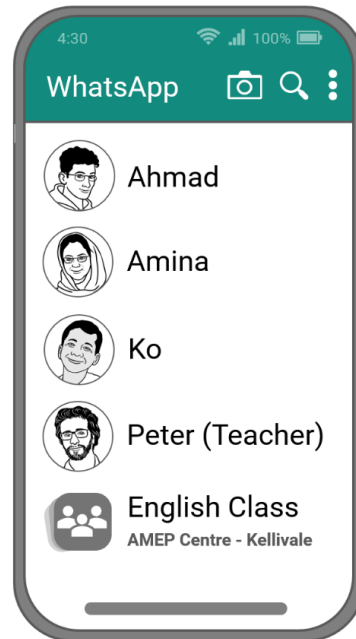 4:30 100%
WhatsApp
Ahmad
Amina
Ko
Peter (Teacher)
English Class
AMEP Centre - Kellivale